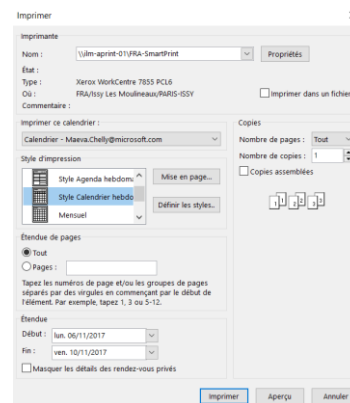 Imprimer
Imprimante
Nom : \\ilm-aprint-01\FRA-SmartPrint Propriétés
État :
Type : Xerox WorkCentre 7855 PCL6
Où : FRA/Issy Les Moulineaux/PARIS-ISSY Imprimer dans un fichier
Commentaire :
Imprimer ce calendrier :
Calendrier - Maeva.Chelly@microsoft.com
Style d'impression
Style Agenda hebdoma
Style Calendrier hebdo
Mensuel
Mise en page...
Définir les styles..
Étendue de pages
Tout
Pages :
Tapez les numéros de page et/ou les groupes de pages
séparés par des virgules en commençant par le début de
l'élément. Par exemple, tapez 1, 3 ou 5-12.
Étendue
Début : lun. 06/11/2017
Fin : ven. 10/11/2017
Masquer les détails des rendez-vous privés
Copies
Nombre de pages : Tout
Nombre de copies : 1
Copies assemblées
1 1 2 2 3 3
Imprimer Aperçu Annuler